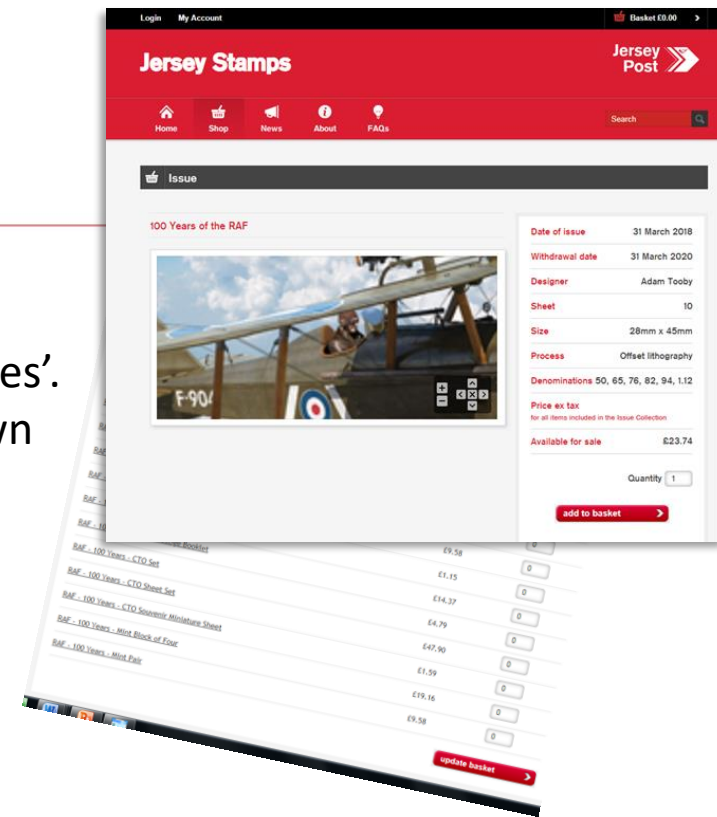 Login My Account Basket £0.00
Jersey Stamps
Jersey
Post
Home Shop News About FAQs Search
Issue
100 Years of the RAF
Date of issue 31 March 2018
Withdrawal date 31 March 2020
Designer Adam Tooby
Sheet 10
Size 28mm x 45mm
Process Offset lithography
Denominations 50, 65, 76, 82, 94, 1.12
Price ex tax
for all items included in the Issue Collection
Available for sale £23.74
Quantity 1
add to basket
F-904
es’.
wn
Booklet £9.58 0
RAF - 100 Years - CTO Set £1.15 0
RAF - 100 Years - CTO Sheet Set £14.37 0
RAF - 100 Years - CTO Souvenir Miniature Sheet £4.79 0
RAF - 100 Years - Mint Block of Four £47.90 0
RAF - 100 Years - Mint Pair £1.59 0
£19.16 0
£9.58 0
update basket